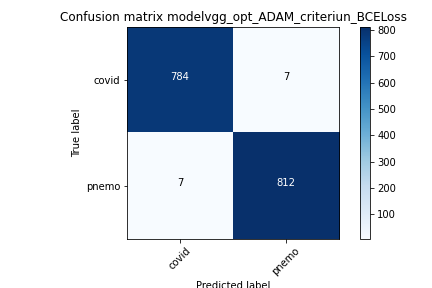 Confusion matrix modelvgg_opt_ADAM_criteriun_BCELoss
800
covid 784 7
700
600
500
True label
400
300
pnemo 7 812
200
100
covid pnemo
Predicted label